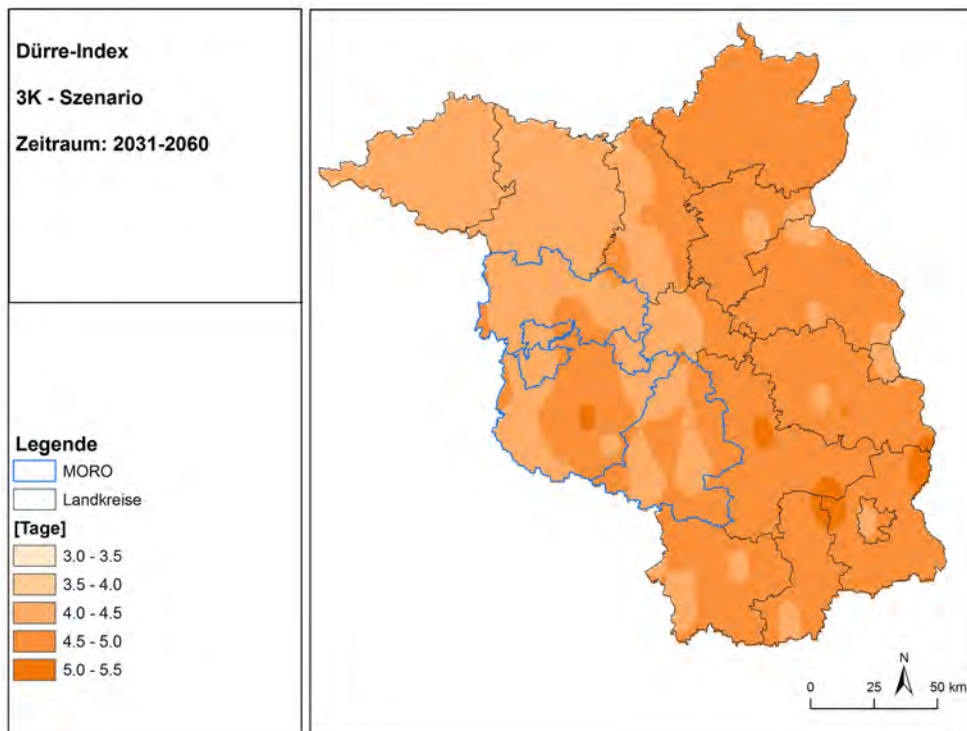 Dürre-Index
3K - Szenario
Zeitraum: 2031-2060
Legende
MORO
Landkreise
[Tage]
3.0 - 3.5
3.5 - 4.0
4.0 - 4.5
4.5 - 5.0
5.0 - 5.5
N
0 25 50 km